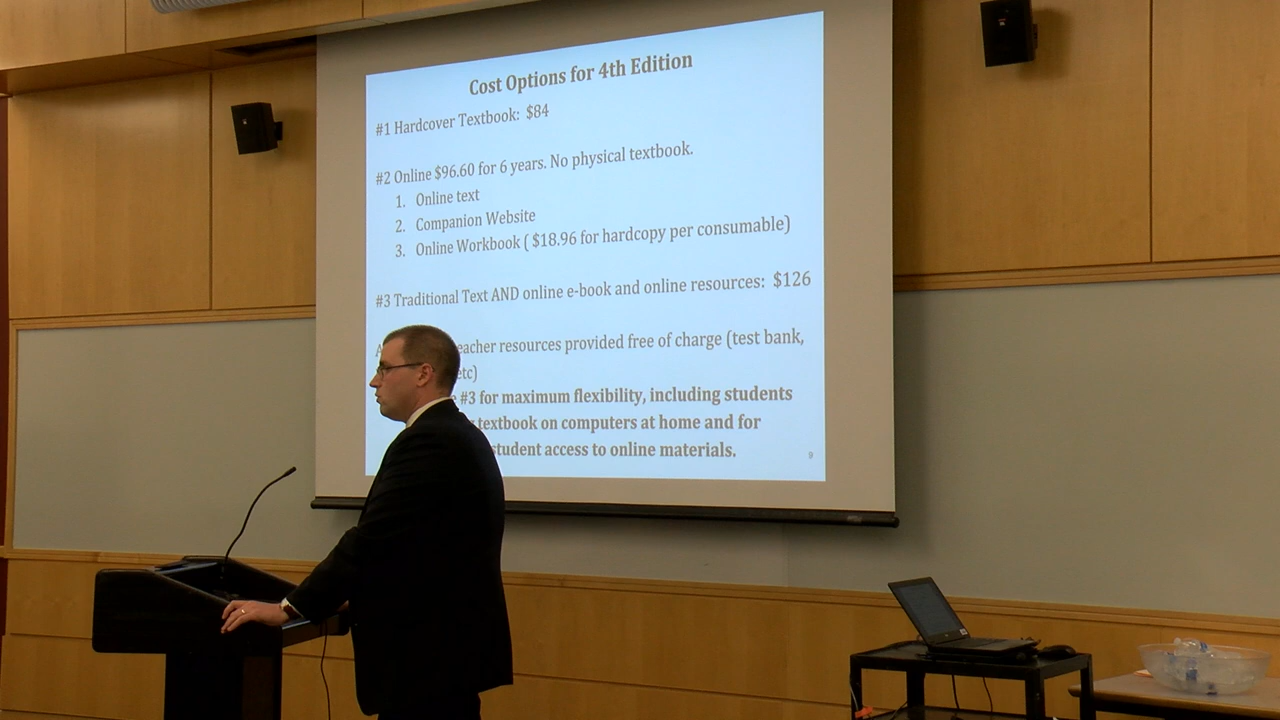 Cost Options for 4th Edition
#1 Hardcover Textbook: $84
#2 Online $96.60 for 6 years. No physical textbook.
1. Online text
2. Companion Website
3. Online Workbook ( $18.96 for hardcopy per consumable)
#3 Traditional Text AND online e-book and online resources: $126
eacher resources provided free of charge (test bank,
etc)
#3 for maximum flexibility, including students
textbook on computers at home and for
student access to online materials.
9